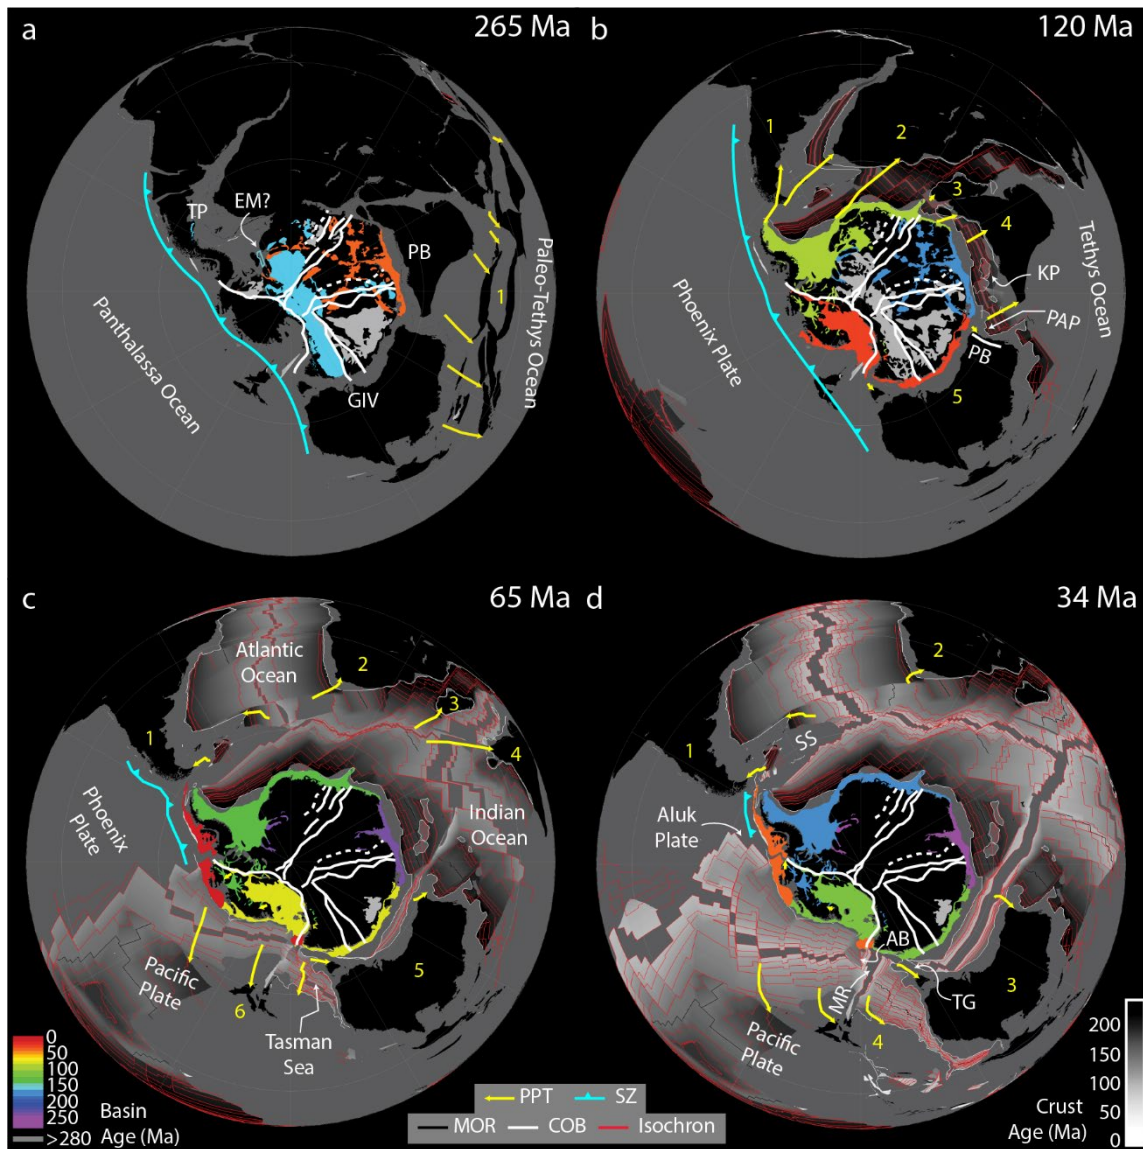 a
265 Ma
TP
EM?
PB
1
Paleo-Tethys Ocean
Panthalassa Ocean
GIV
b
120 Ma
1
2
3
4
Tethys Ocean
KP
PAP
PB
Phoenix Plate
5
c
65 Ma
Atlantic
Ocean
2
3
1
4
Phoenix
Plate
Indian
Ocean
Pacific
Plate
5
6
Tasman
Sea
0
50
100
150
200
250
>280
Basin
Age (Ma)
d
34 Ma
2
1
SS
Aluk
Plate
AB
MR
TG
3
Pacific
Plate
4
200
150
100
50
0
Crust
Age (Ma)
PPT
SZ
MOR
COB
Isochron